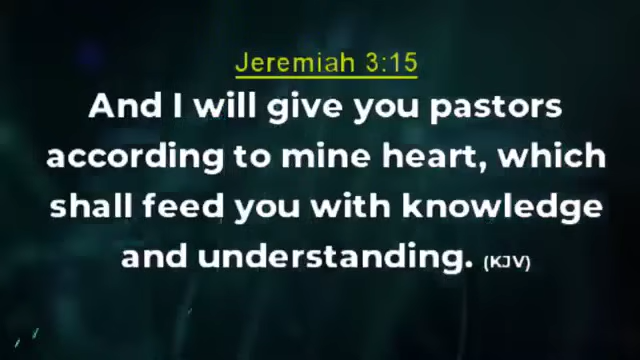 Jeremiah 3:15
And I will give you pastors
according to mine heart, which
shall feed you with knowledge
and understanding. (KJV)